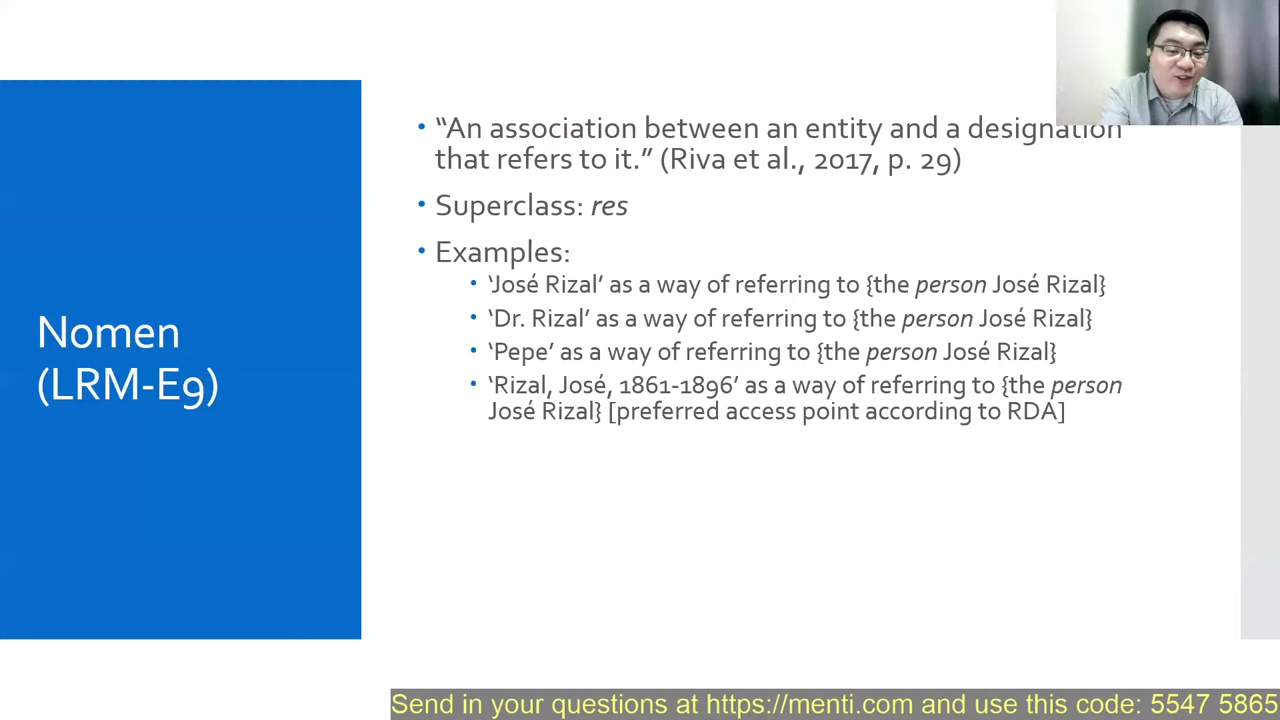 Nomen
(LRM-E9)
• “An association between an entity and a designation
that refers to it.” (Riva et al., 2017, p. 29)
• Superclass: res
• Examples:
• ‘José Rizal’ as a way of referring to {the person José Rizal}
• ‘Dr. Rizal’ as a way of referring to {the person José Rizal}
• ‘Pepe’ as a way of referring to {the person José Rizal}
• ‘Rizal, José, 1861-1896’ as a way of referring to {the person
José Rizal} [preferred access point according to RDA]
Send in your questions at https://menti.com and use this code: 5547 5865